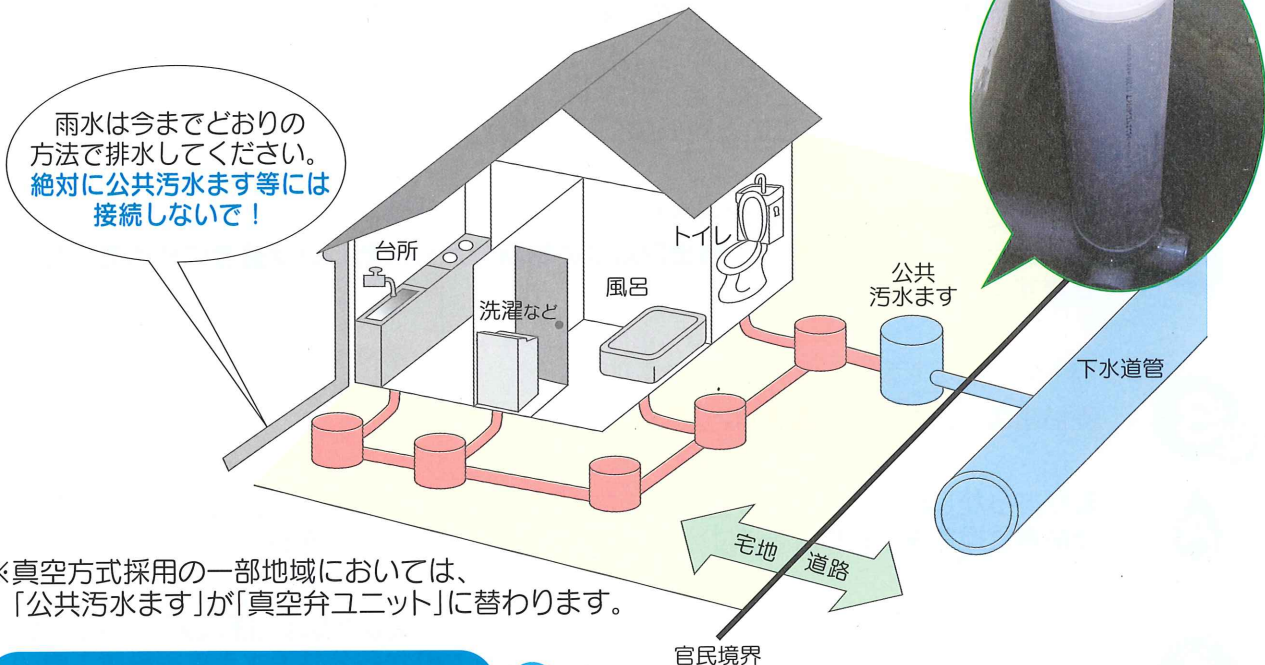 雨水は今までどおりの
方法で排水してください。
絶対に公共汚水ます等には
接続しないで！
台所
洗濯など
風呂
トイレ
公共
汚水ます
下水道管
宅地
道路
官民境界
※真空方式採用の一部地域においては、
「公共汚水ます」が「真空弁ユニット」に替わります。